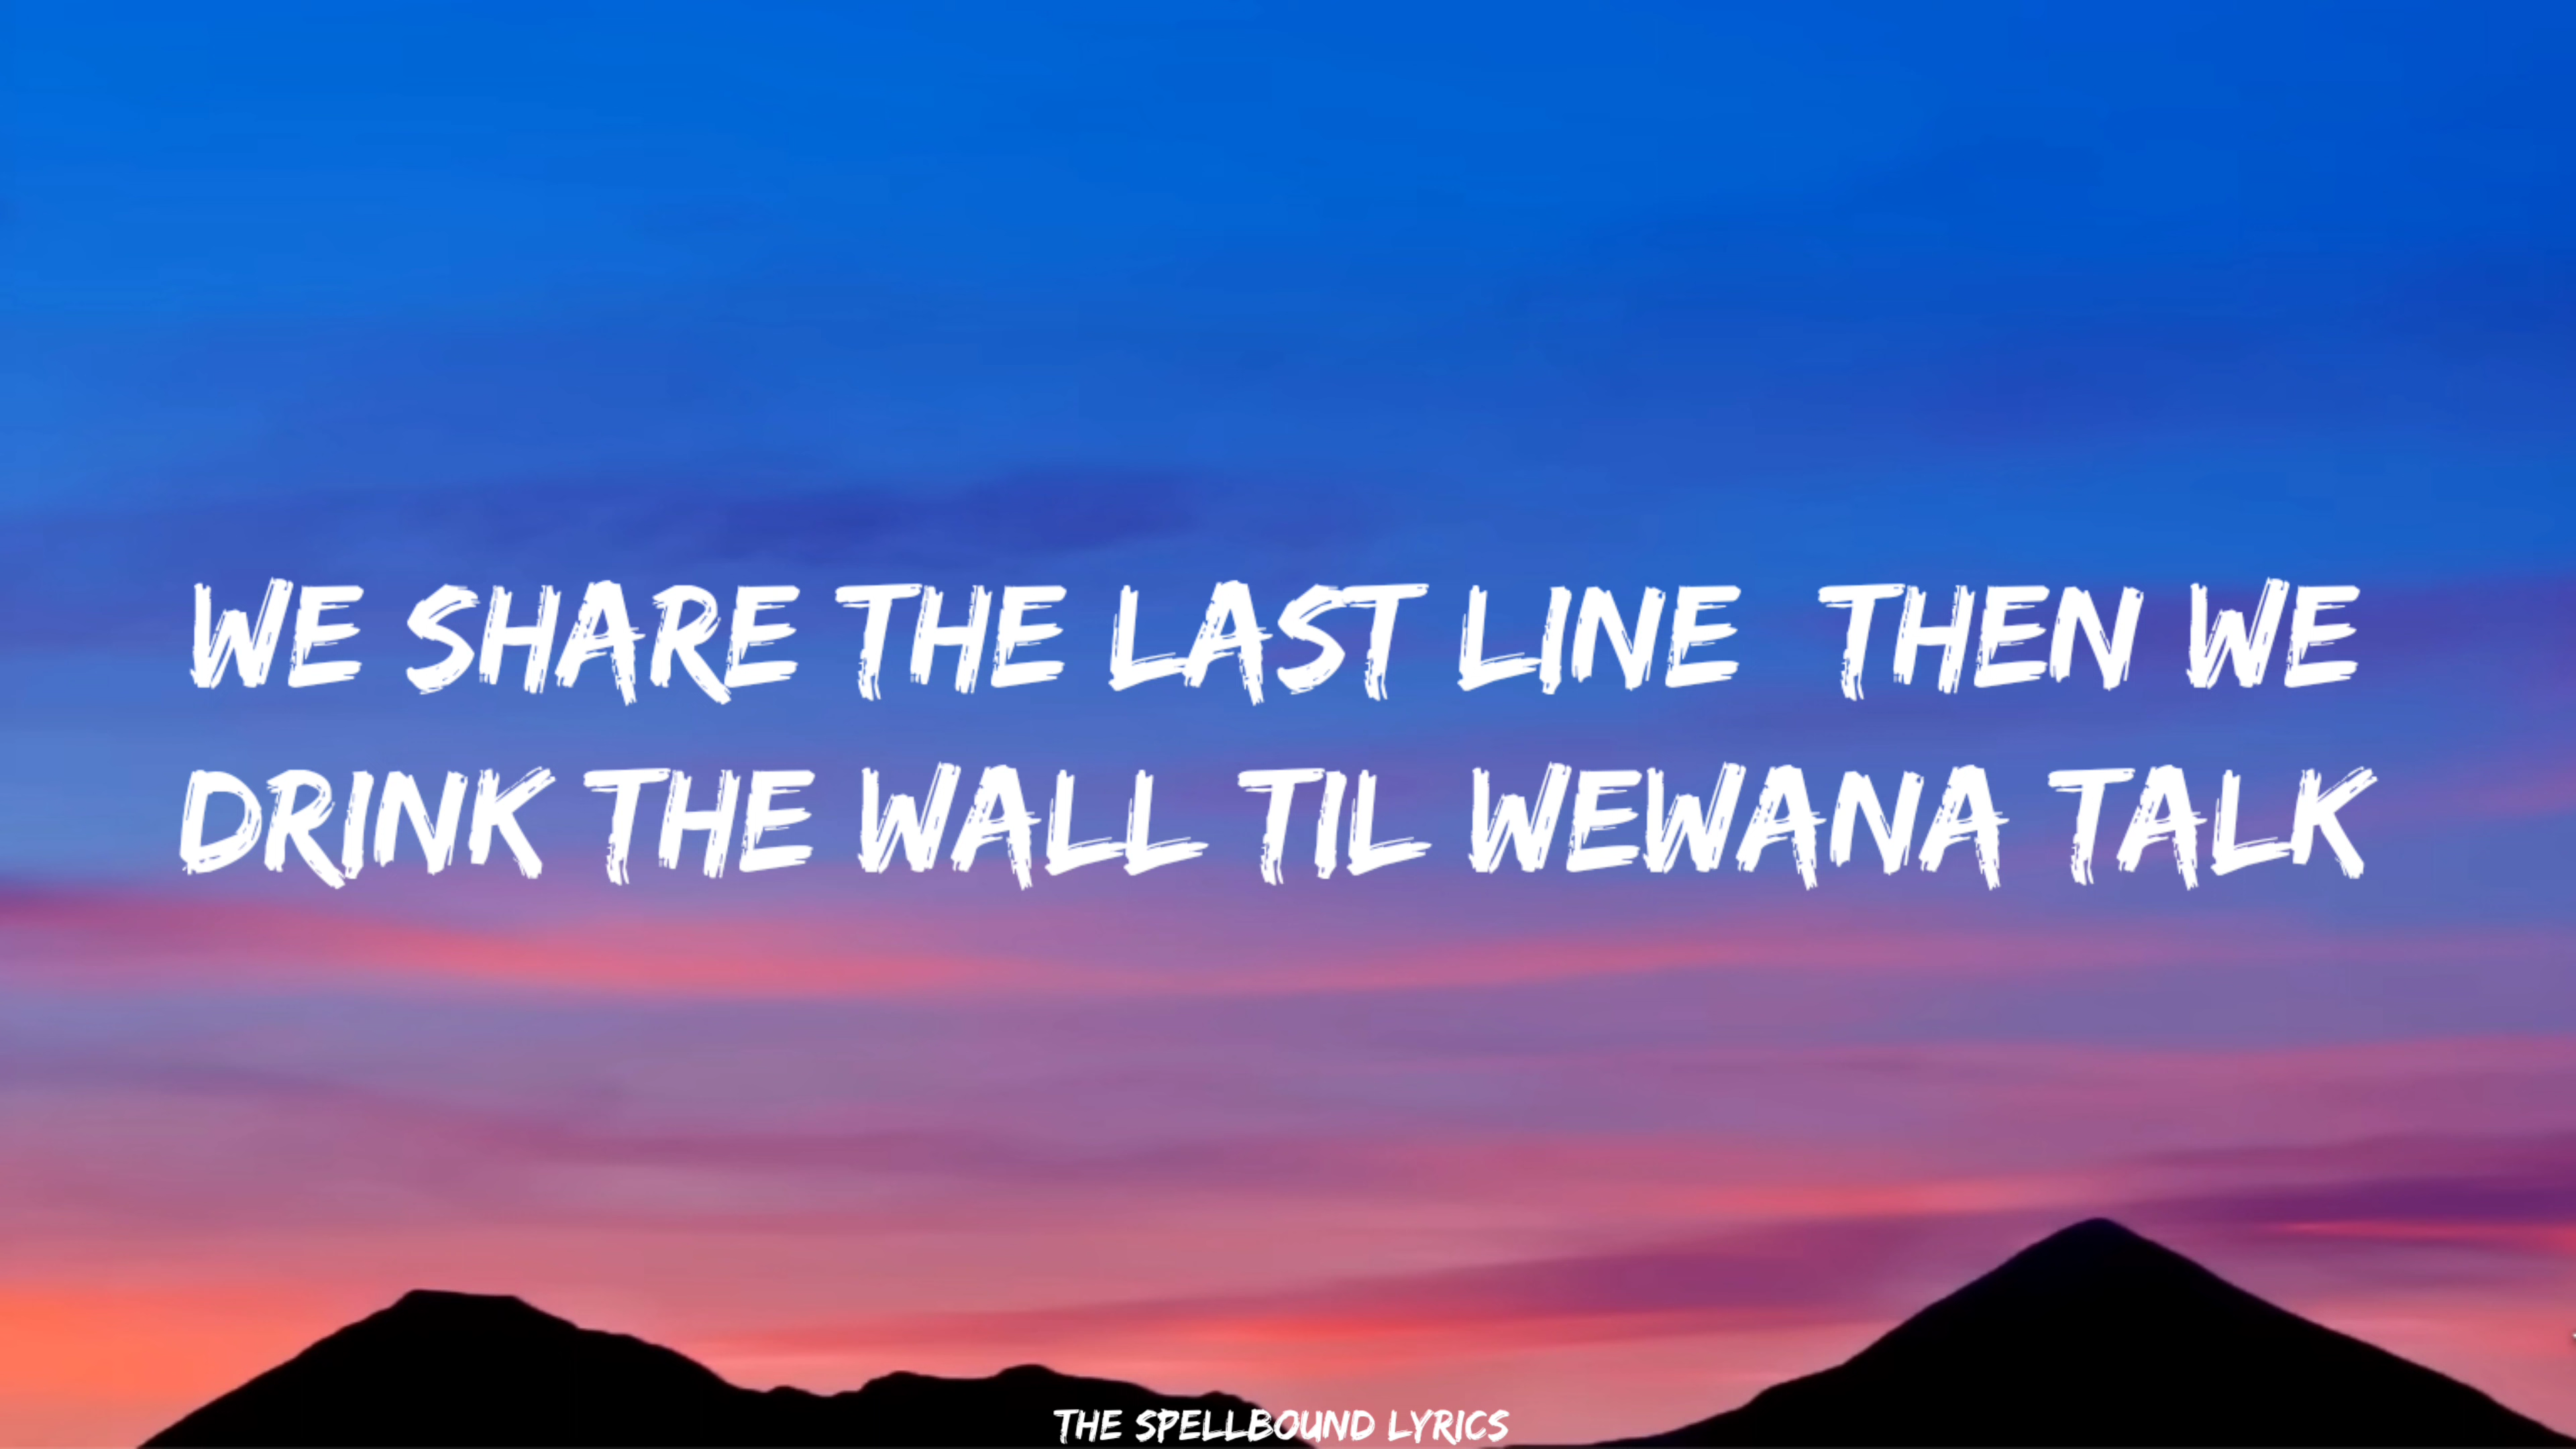 WE SHARE THE LAST LINE THEN WE
DRINK THE WALL TIL WEWANA TALK
THE SPELLBOUND LYRICS